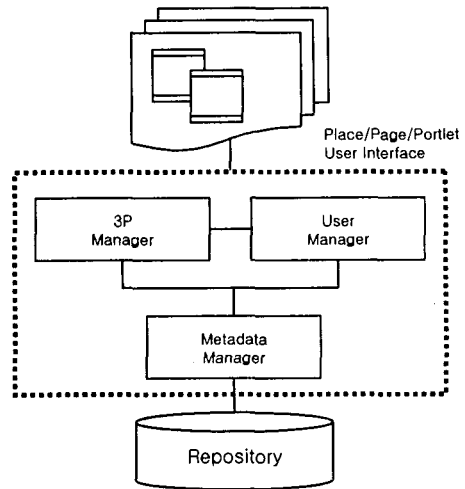 Place/Page/Portlet
User Interface
3P
Manager
User
Manager
Metadata
Manager
Repository